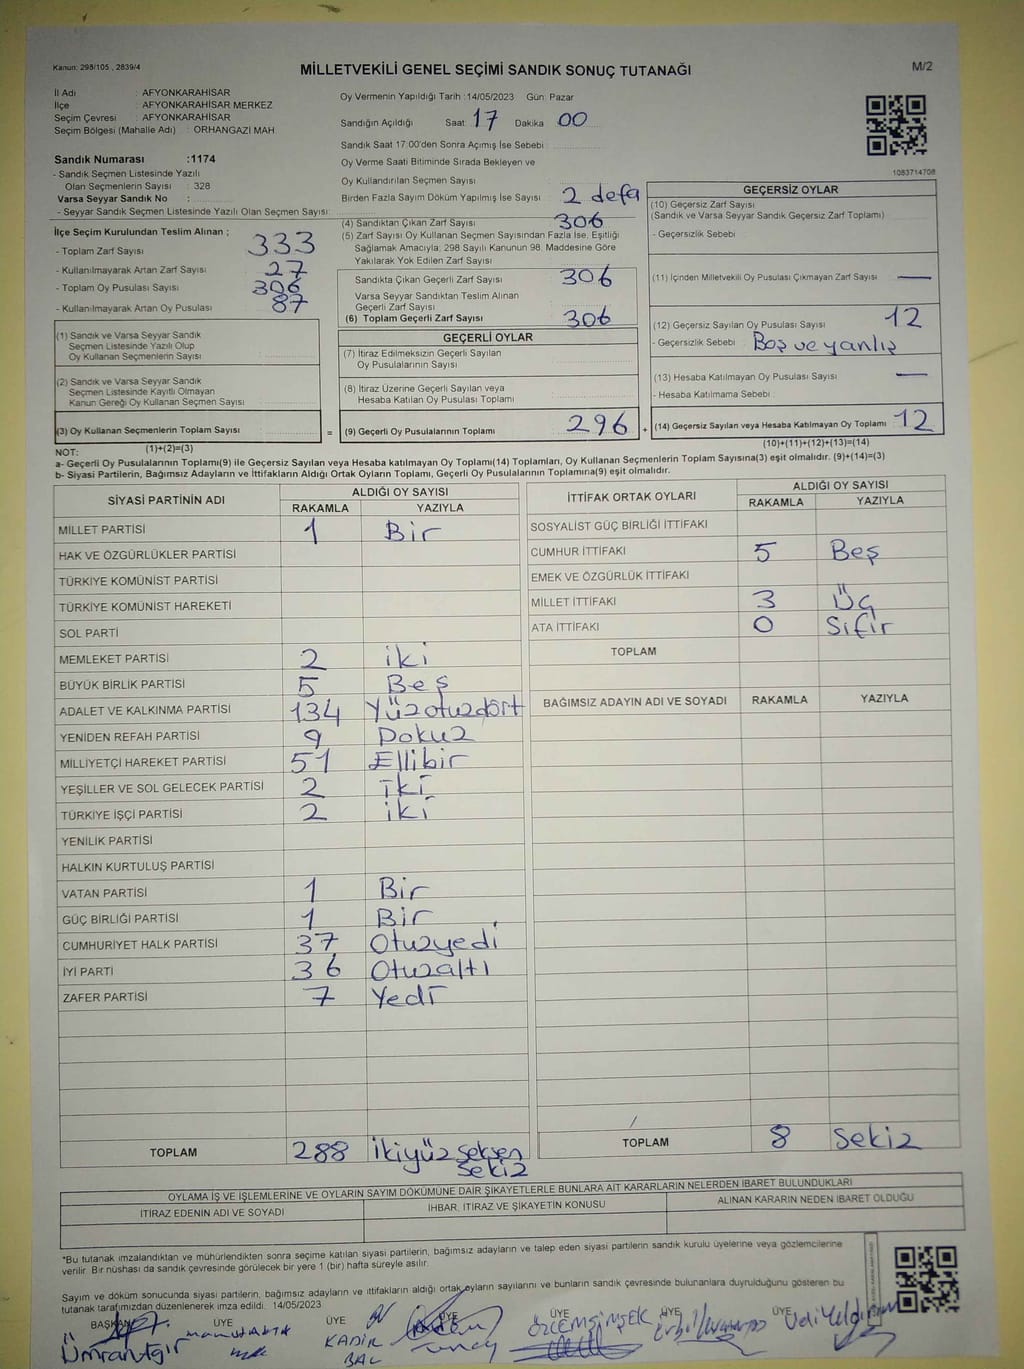 Kanun: 298/105 , 2839/4
MİLLETVEKİLİ GENEL SEÇİMİ SANDIK SONUÇ TUTANAĞI
M/2
İl Adı : AFYONKARAHİSAR
İlçe : AFYONKARAHİSAR MERKEZ
Seçim Çevresi : AFYONKARAHİSAR
Seçim Bölgesi (Mahalle Adı) : ORHANGAZİ MAH
Sandık Numarası :1174
- Sandık Seçmen Listesinde Yazılı
Olan Seçmenlerin Sayısı : 328
Varsa Seyyar Sandık No :
- Seyyar Sandık Seçmen Listesinde Yazılı Olan Seçmen Sayısı:
Oy Vermenin Yapıldığı Tarih :14/05/2023 Gün: Pazar
Sandığın Açıldığı Saat: 17 Dakika 00
Sandık Saat 17:00'den Sonra Açımış İse Sebebi :
Oy Verme Saati Bitiminde Sırada Bekleyen ve
Oy Kullandırılan Seçmen Sayısı
Birden Fazla Sayım Döküm Yapılmış İse Sayısı : 2 defa
1083714708
İlçe Seçim Kurulundan Teslim Alınan ;
- Toplam Zarf Sayısı : 333
- Kullanılmayarak Artan Zarf Sayısı : 27
- Toplam Oy Pusulası Sayısı : 306
- Kullanılmayarak Artan Oy Pusulası : 87
(4) Sandıktan Çıkan Zarf Sayısı : 306
(5) Zarf Sayısı Oy Kullanan Seçmen Sayısından Fazla İse, Eşitliği
Sağlamak Amacıyla; 298 Sayılı Kanunun 98. Maddesine Göre
Yakılarak Yok Edilen Zarf Sayısı
Sandıkta Çıkan Geçerli Zarf Sayısı : 306
Varsa Seyyar Sandıktan Teslim Alınan
Geçerli Zarf Sayısı :
(6) Toplam Geçerli Zarf Sayısı : 306
GEÇERSİZ OYLAR
(10) Geçersiz Zarf Sayısı
(Sandık ve Varsa Seyyar Sandık Geçersiz Zarf Toplamı)
- Geçersizlik Sebebi :
(11) İçinden Milletvekili Oy Pusulası Çıkmayan Zarf Sayısı : —
(12) Geçersiz Sayılan Oy Pusulası Sayısı : 12
- Geçersizlik Sebebi : Boş ve yanlış
(13) Hesaba Katılmayan Oy Pusulası Sayısı : —
- Hesaba Katılmama Sebebi :
(14) Geçersiz Sayılan veya Hesaba Katılmayan Oy Toplamı : 12
(10)+(11)+(12)+(13)=(14)
(1) Sandık ve Varsa Seyyar Sandık
Seçmen Listesinde Yazılı Olup
Oy Kullanan Seçmenlerin Sayısı :
(2) Sandık ve Varsa Seyyar Sandık
Seçmen Listesinde Kayıtlı Olmayan
Kanun Gereği Oy Kullanan Seçmen Sayısı :
(3) Oy Kullanan Seçmenlerin Toplam Sayısı :
(1)+(2)=(3)
GEÇERLİ OYLAR
(7) İtiraz Edilmeksizin Geçerli Sayılan
Oy Pusulalarının Sayısı :
(8) İtiraz Üzerine Geçerli Sayılan veya
Hesaba Katılan Oy Pusulası Toplamı :
= (9) Geçerli Oy Pusulalarının Toplamı : 296 +
NOT:
a- Geçerli Oy Pusulalarının Toplamı(9) ile Geçersiz Sayılan veya Hesaba Katılmayan Oy Toplamı(14) Toplamları, Oy Kullanan Seçmenlerin Toplam Sayısına(3) eşit olmalıdır. (9)+(14)=(3)
b- Siyasi Partilerin, Bağımsız Adayların ve İttifakların Aldığı Ortak Oyların Toplamı, Geçerli Oy Pusulalarının Toplamına(9) eşit olmalıdır.
SİYASİ PARTİNİN ADI ALDIĞI OY SAYISI
RAKAMLA YAZIYLA
MİLLET PARTİSİ 1 Bir
HAK VE ÖZGÜRLÜKLER PARTİSİ
TÜRKİYE KOMÜNİST PARTİSİ
TÜRKİYE KOMÜNİST HAREKETİ
SOL PARTİ
MEMLEKET PARTİSİ 2 iki
BÜYÜK BİRLİK PARTİSİ 5 Beş
ADALET VE KALKINMA PARTİSİ 134 Yüzotuzdört
YENİDEN REFAH PARTİSİ 9 Dokuz
MİLLİYETÇİ HAREKET PARTİSİ 51 Ellibir
YEŞİLLER VE SOL GELECEK PARTİSİ 2 iki
TÜRKİYE İŞÇİ PARTİSİ 2 iki
YENİLİK PARTİSİ
HALKIN KURTULUŞ PARTİSİ
VATAN PARTİSİ 1 Bir
GÜÇ BİRLİĞİ PARTİSİ 1 Bir
CUMHURİYET HALK PARTİSİ 37 Otuzyedi
İYİ PARTİ 36 Otuzaltı
ZAFER PARTİSİ 7 Yedi
TOPLAM 288 İkiyüz seksen
sekiz
İTTİFAK ORTAK OYLARI ALDIĞI OY SAYISI
RAKAMLA YAZIYLA
SOSYALİST GÜÇ BİRLİĞİ İTTİFAKI
CUMHUR İTTİFAKI 5 Beş
EMEK VE ÖZGÜRLÜK İTTİFAKI
MİLLET İTTİFAKI 3 Üç
ATA İTTİFAKI 0 Sıfır
TOPLAM
BAĞIMSIZ ADAYIN ADI VE SOYADI RAKAMLA YAZIYLA
TOPLAM 8 Sekiz
OYLAMA İŞ VE İŞLEMLERİNE VE OYLARIN SAYIM DÖKÜMÜNE DAİR ŞİKAYETLERLE BUNLARA AİT KARARLARIN NELERDEN İBARET BULUNDUKLARI
İTİRAZ EDENİN ADI VE SOYADI İHBAR, İTİRAZ VE ŞİKAYETİN KONUSU ALINAN KARARIN NEDEN İBARET OLDUĞU
*Bu tutanak imzalandıktan ve mühürlendikten sonra seçime katılan siyasi partilerin, bağımsız adayların ve talep eden siyasi partilerin sandık kurulu üyelerine veya gözlemcilerine
verilir. Bir nüshası da sandık çevresinde görülecek bir yere 1 (bir) hafta süreyle asılır.
Sayım ve döküm sonucunda siyasi partilerin, bağımsız adayların ve ittifakların aldığı ortak oyların sayılarını ve bunların sandık çevresinde bulunanlara duyrulduğunu gösteren bu
tutanak tarafımızdan düzenlenerek imza edildi. 14/05/2023
BAŞKAN ÜYE ÜYE ÜYE ÜYE ÜYE ÜYE
Ümran Ağır KADİR ÖZCEM ŞİMŞEK
BAL